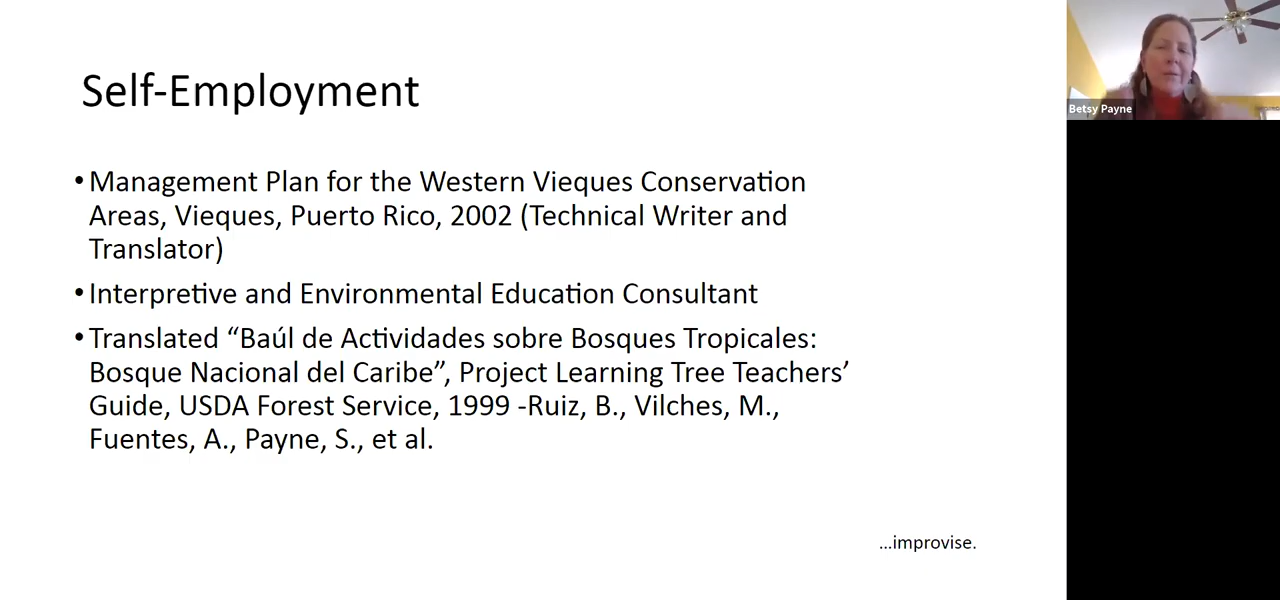 Self-Employment
• Management Plan for the Western Vieques Conservation
Areas, Vieques, Puerto Rico, 2002 (Technical Writer and
Translator)
• Interpretive and Environmental Education Consultant
• Translated “Baúl de Actividades sobre Bosques Tropicales:
Bosque Nacional del Caribe”, Project Learning Tree Teachers’
Guide, USDA Forest Service, 1999 -Ruiz, B., Vilches, M.,
Fuentes, A., Payne, S., et al.
...improvise.
Betsy Payne